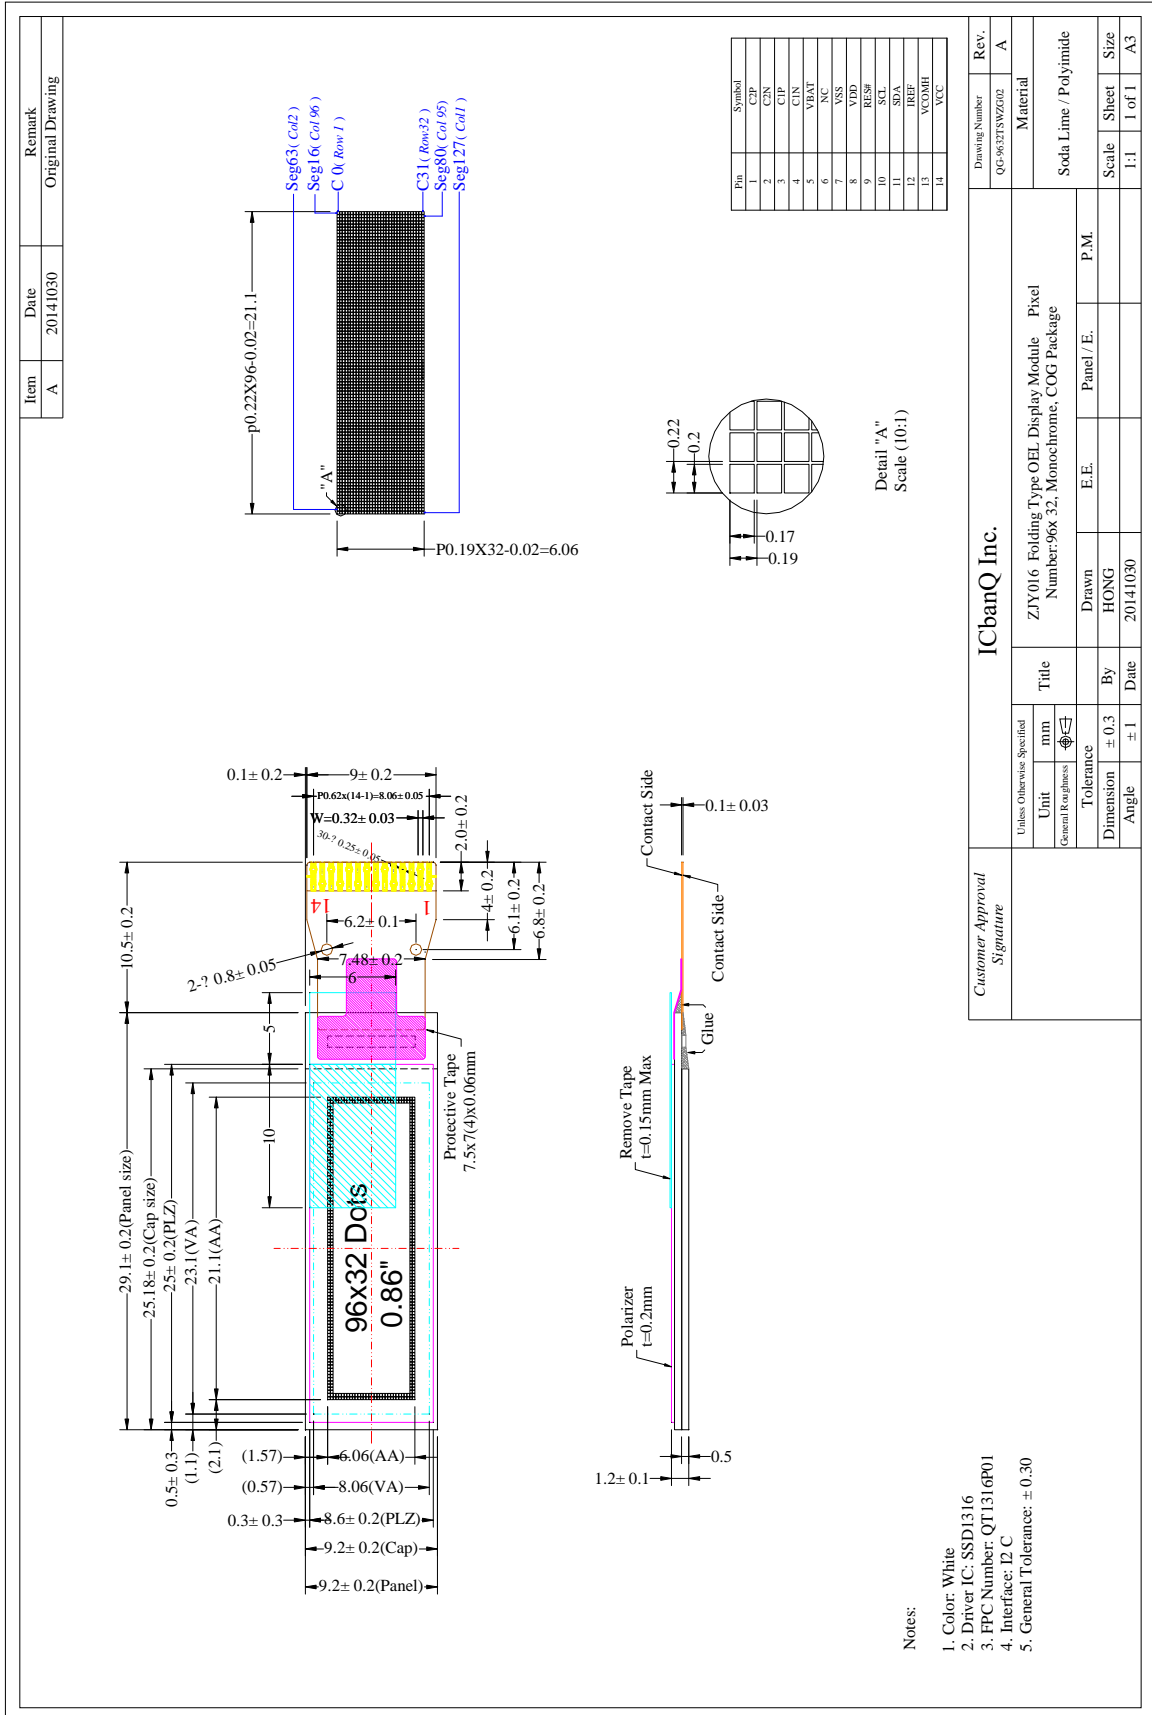 Item Date Remark
A 20141030 Original Drawing
29.1± 0.2(Panel size)
25.18± 0.2(Cap size)
25± 0.2(PLZ)
23.1(VA)
21.1(AA)
10.5± 0.2
0.5± 0.3
(1.1)
(2.1)
(1.57)
6.06(AA)
(0.57)
8.06(VA)
0.3± 0.3
8.6± 0.2(PLZ)
9.2± 0.2(Cap)
9.2± 0.2(Panel)
96x32 Dots
0.86"
10
5
6
7.48± 0.2
2-? 0.8± 0.05
6.2± 0.1
14
1
0.1± 0.2
9± 0.2
P0.62x(14-1)=8.06± 0.05
W=0.32± 0.03
30-? 0.25± 0.05
2.0± 0.2
4± 0.2
6.1± 0.2
6.8± 0.2
Protective Tape
7.5x7(4)x0.06mm
p0.22X96-0.02=21.1
"A"
P0.19X32-0.02=6.06
Seg63( Col2 )
Seg16( Col 96 )
C 0( Row 1 )
C31( Row32 )
Seg80( Col 95)
Seg127( Col1 )
Polarizer
t=0.2mm
Remove Tape
t=0.15mm Max
Glue
Contact Side
Contact Side
0.1± 0.03
0.5
1.2± 0.1
0.22
0.2
0.17
0.19
Detail "A"
Scale (10:1)
Pin Symbol
1 C2P
2 C2N
3 C1P
4 C1N
5 VBAT
6 NC
7 VSS
8 VDD
9 RES#
10 SCL
11 SDA
12 IREF
13 VCOMH
14 VCC
Notes:
1. Color: White
2. Driver IC: SSD1316
3. FPC Number: QT1316P01
4. Interface: I2 C
5. General Tolerance: ± 0.30
Customer Approval
Signature
ICbanQ Inc.
Drawing Number Rev.
QG-9632TSWZG02 A
Unless Otherwise Specified
Unit mm
General Roughness
Tolerance
Dimension ± 0.3
Angle ± 1
Title
ZJY016 Folding Type OEL Display Module Pixel
Number:96x 32, Monochrome, COG Package
Material
Soda Lime / Polyimide
Drawn E.E. Panel / E. P.M.
By HONG
Date 20141030
Scale Sheet Size
1:1 1 of 1 A3